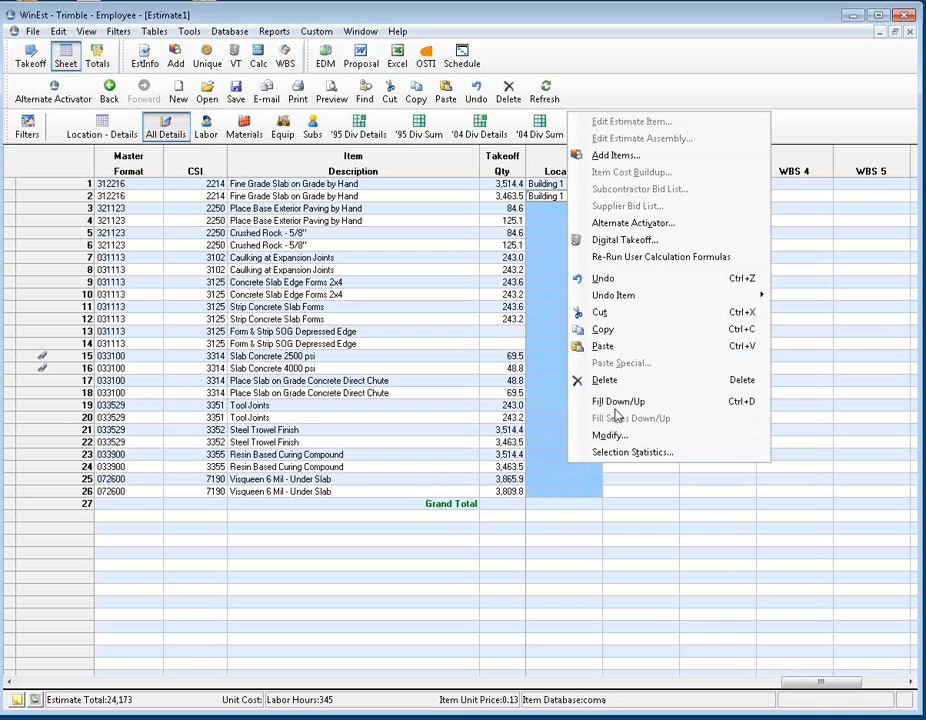 WinEst - Trimble - Employee - [Estimate1]
File Edit View Filters Tables Tools Database Reports Custom Window Help
Takeoff Sheet Totals EstInfo Add Unique VT Calc WBS EDM Proposal Excel OSTI Schedule
Alternate Activator Back Forward New Open Save E-mail Print Preview Find Cut Copy Paste Undo Delete Refresh
Filters Location - Details All Details Labor Materials Equip Subs '95 Div Details '95 Div Sum '04 Div Details '04 Div Sum
Master Item Takeoff
Format CSI Description Qty Loca WBS 4 WBS 5
1 312216 2214 Fine Grade Slab on Grade by Hand 3,514.4 Building 1
2 312216 2214 Fine Grade Slab on Grade by Hand 3,463.5 Building 1
3 321123 2250 Place Base Exterior Paving by Hand 84.6
4 321123 2250 Place Base Exterior Paving by Hand 125.1
5 321123 2250 Crushed Rock - 5/8" 84.6
6 321123 2250 Crushed Rock - 5/8" 125.1
7 031113 3102 Caulking at Expansion Joints 243.0
8 031113 3102 Caulking at Expansion Joints 243.2
9 031113 3125 Concrete Slab Edge Forms 2x4 243.6
10 031113 3125 Concrete Slab Edge Forms 2x4 243.2
11 031113 3125 Strip Concrete Slab Forms 243.6
12 031113 3125 Strip Concrete Slab Forms 243.2
13 031113 3125 Form & Strip SOG Depressed Edge
14 031113 3125 Form & Strip SOG Depressed Edge
15 033100 3314 Slab Concrete 2500 psi 69.5
16 033100 3314 Slab Concrete 4000 psi 48.8
17 033100 3314 Place Slab on Grade Concrete Direct Chute 48.8
18 033100 3314 Place Slab on Grade Concrete Direct Chute 69.5
19 033529 3351 Tool Joints 243.0
20 033529 3351 Tool Joints 243.2
21 033529 3352 Steel Trowel Finish 3,514.4
22 033529 3352 Steel Trowel Finish 3,463.5
23 033529 3355 Resin Based Curing Compound 3,514.4
24 033529 3355 Resin Based Curing Compound 3,463.5
25 072600 7190 Visqueen 6 Mil - Under Slab 3,865.9
26 072600 7190 Visqueen 6 Mil - Under Slab 3,809.8
27 Grand Total
Edit Estimate Item...
Edit Estimate Assembly...
Add Items...
Item Cost Buildup...
Subcontractor Bid List...
Supplier Bid List...
Alternate Activator...
Digital Takeoff...
Re-Run User Calculation Formulas
Undo Ctrl+Z
Undo Item
Cut Ctrl+X
Copy Ctrl+C
Paste Ctrl+V
Paste Special...
Delete Delete
Fill Down/Up Ctrl+D
Fill Series Down/Up
Modify...
Selection Statistics...
Estimate Total:24,173 Unit Cost: Labor Hours:345 Item Unit Price:0.13 Item Database:coma